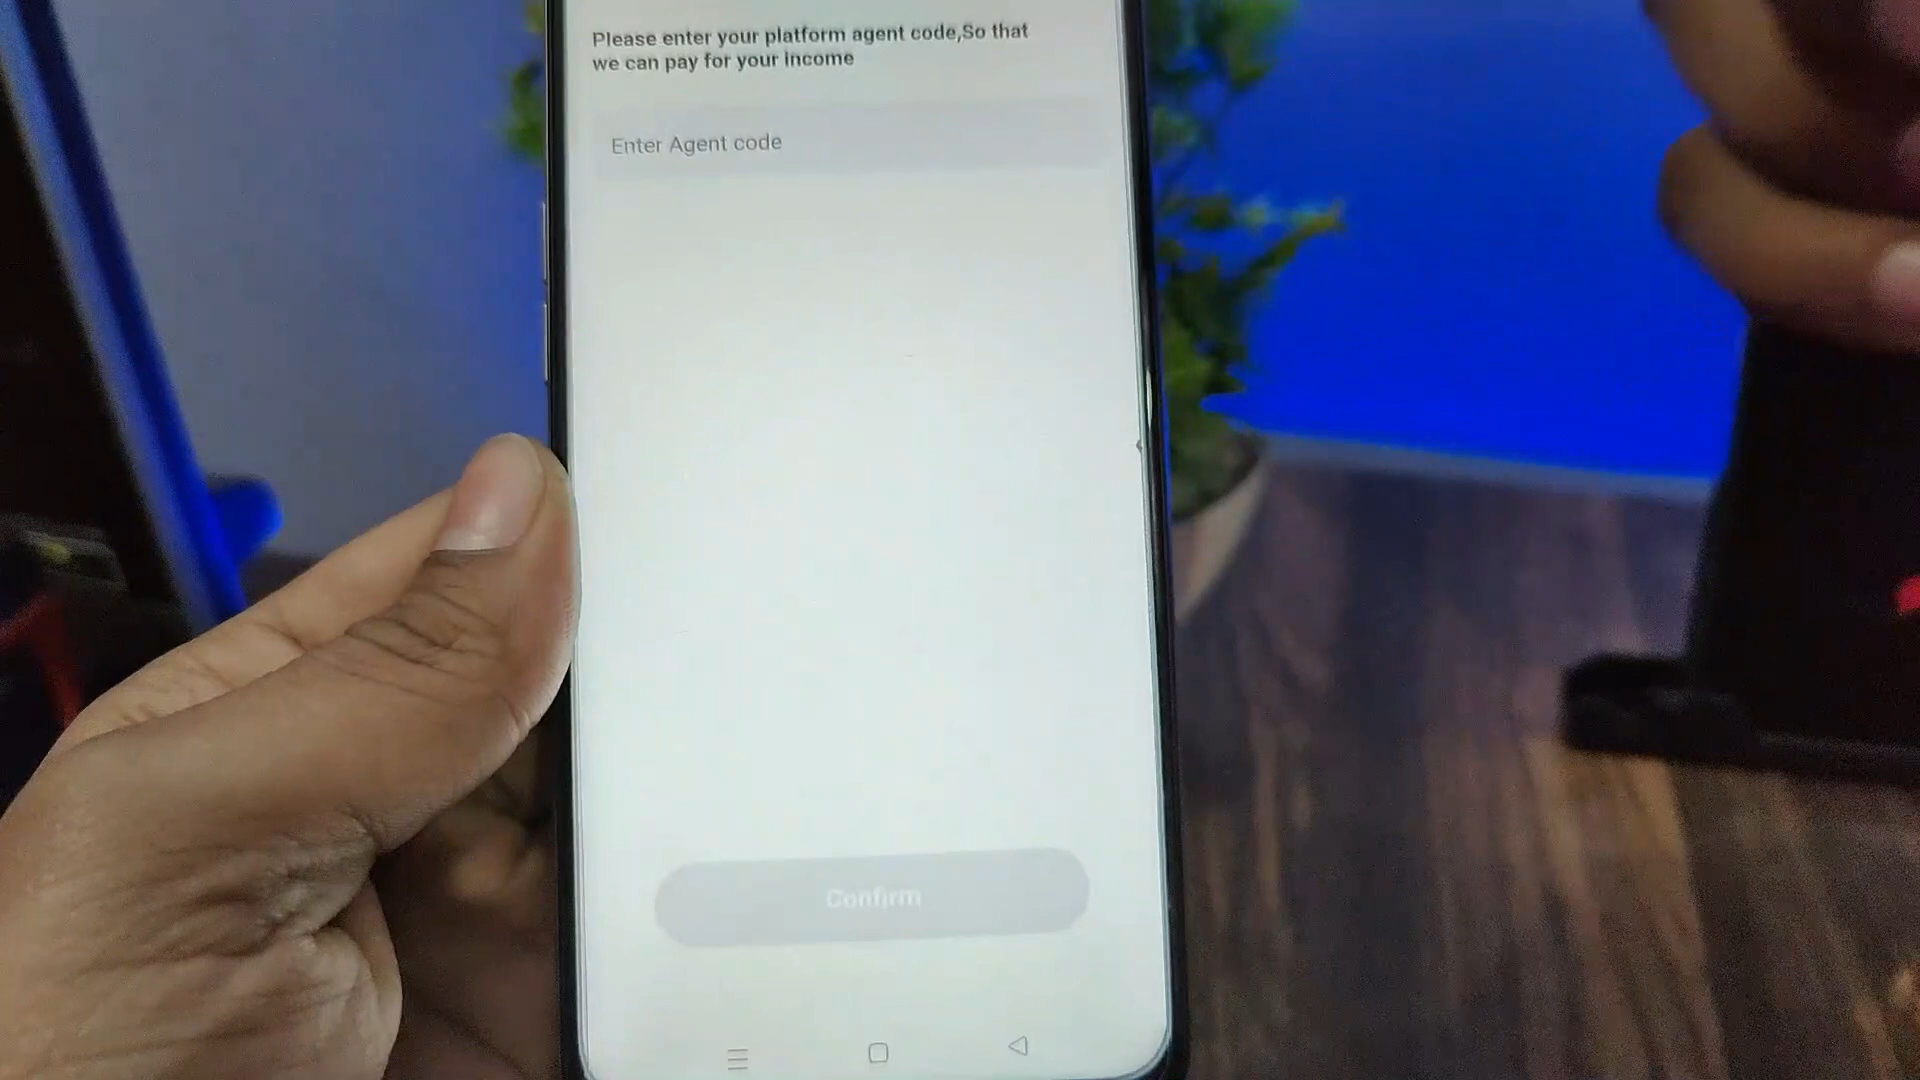 Please enter your platform agent code,So that
we can pay for your income
Enter Agent code
Confirm